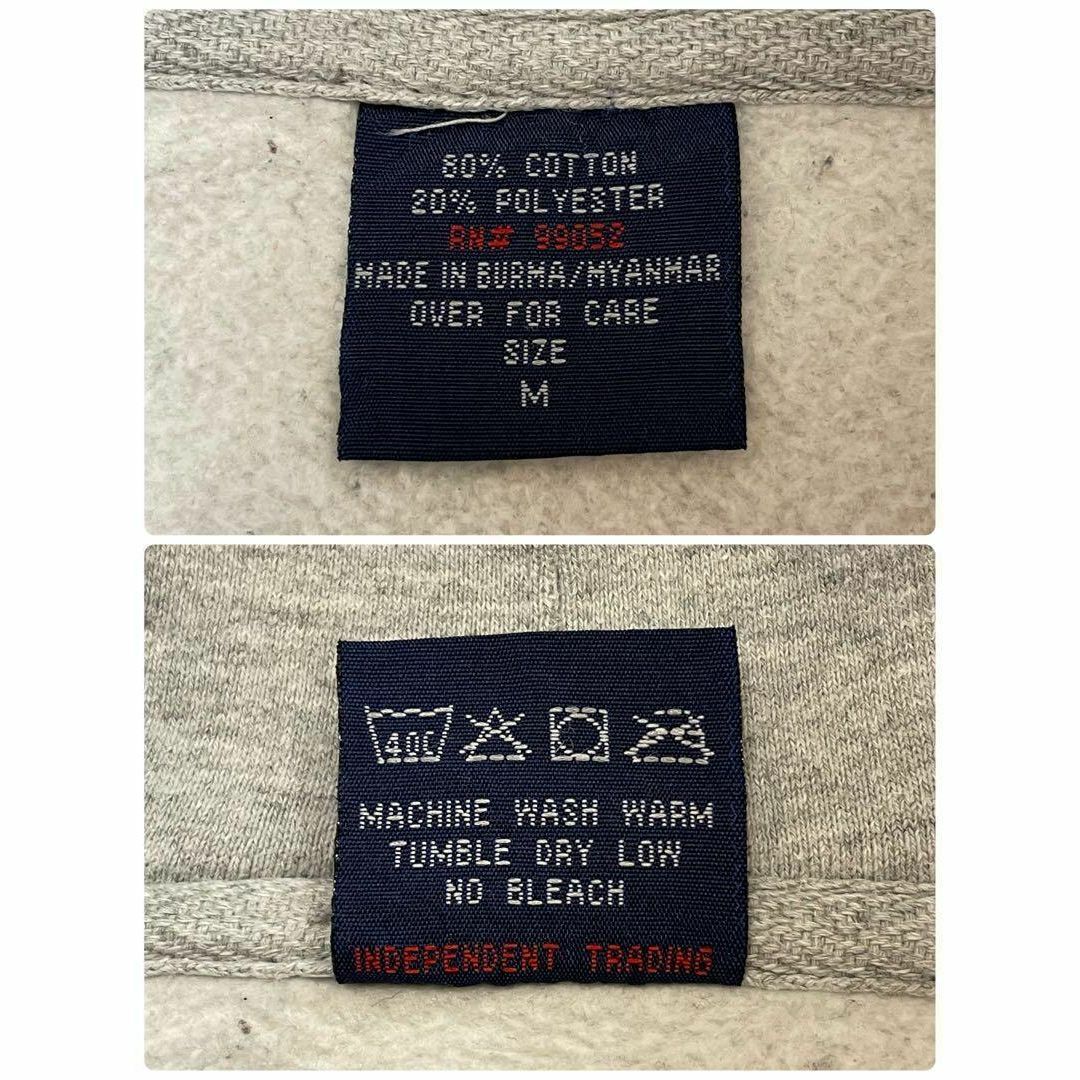 80% COTTON
20% POLYESTER
RN# 99052
MADE IN BURMA/MYANMAR
OVER FOR CARE
SIZE
M
40C
MACHINE WASH WARM
TUMBLE DRY LOW
NO BLEACH
INDEPENDENT TRADING